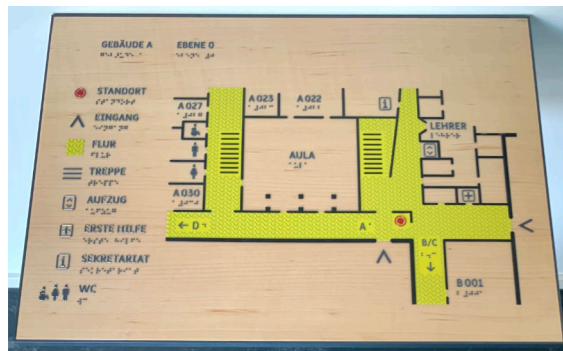 GEBÄUDE A EBENE 0
STANDORT
EINGANG
FLUR
TREPPE
AUFZUG
ERSTE HILFE
SEKRETARIAT
WC
A 027
A 023
A 022
LEHRER
AULA
A 030
← D
A
B/C
↓
B 001